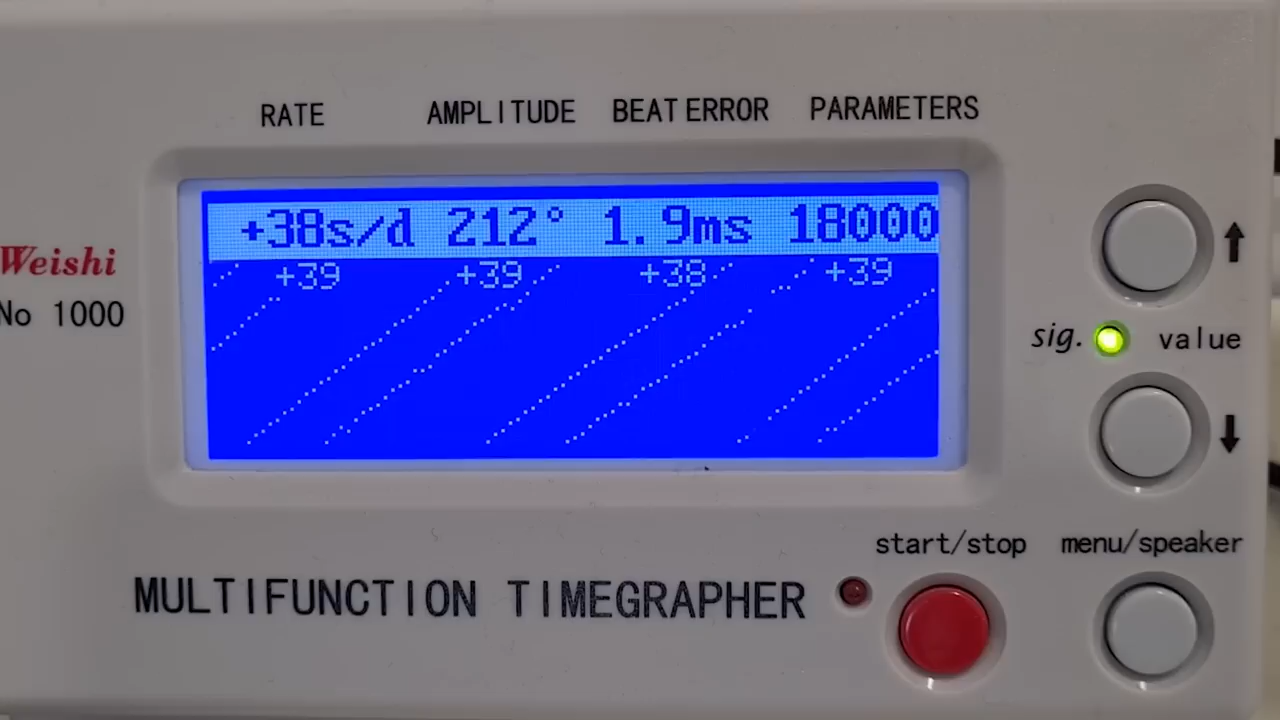 RATE AMPLITUDE BEAT ERROR PARAMETERS
+38s/d 212° 1.9ms 18000
+39 +39 +38 +39
Weishi
No 1000
sig. value
start/stop menu/speaker
MULTIFUNCTION TIMEGRAPHER